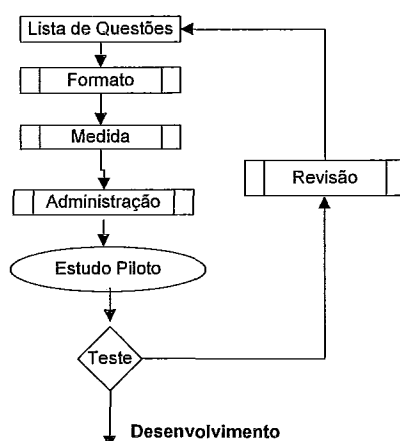 Lista de Questões
Formato
Medida
Administração
Revisão
Estudo Piloto
Teste
Desenvolvimento